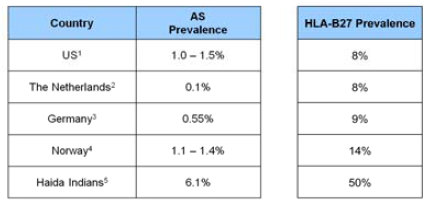 Country AS Prevalence HLA-B27 Prevalence
US¹ 1.0 – 1.5% 8%
The Netherlands² 0.1% 8%
Germany³ 0.55% 9%
Norway⁴ 1.1 – 1.4% 14%
Haida Indians⁵ 6.1% 50%